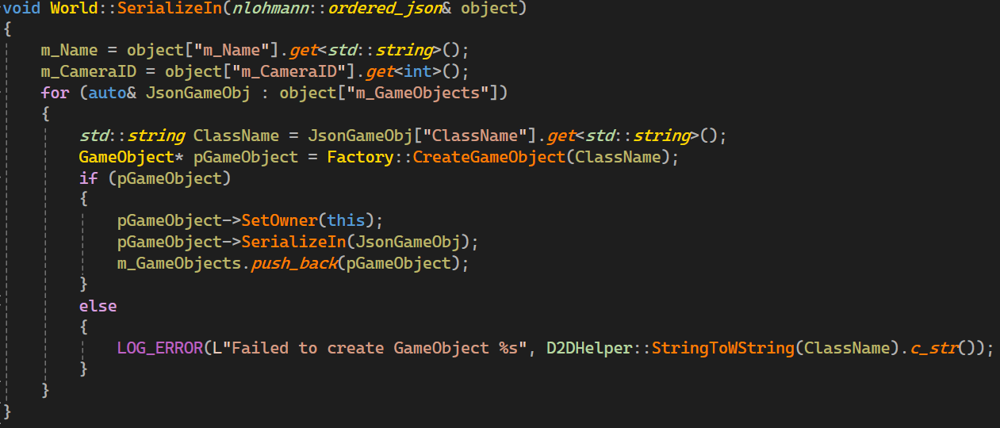 void World::SerializeIn(nlohmann::ordered_json& object)
{
    m_Name = object["m_Name"].get<std::string>();
    m_CameraID = object["m_CameraID"].get<int>();
    for (auto& JsonGameObj : object["m_GameObjects"])
    {
        std::string ClassName = JsonGameObj["ClassName"].get<std::string>();
        GameObject* pGameObject = Factory::CreateGameObject(ClassName);
        if (pGameObject)
        {
            pGameObject->SetOwner(this);
            pGameObject->SerializeIn(JsonGameObj);
            m_GameObjects.push_back(pGameObject);
        }
        else
        {
            LOG_ERROR(L"Failed to create GameObject %s", D2DHelper::StringToWString(ClassName).c_str());
        }
    }
}